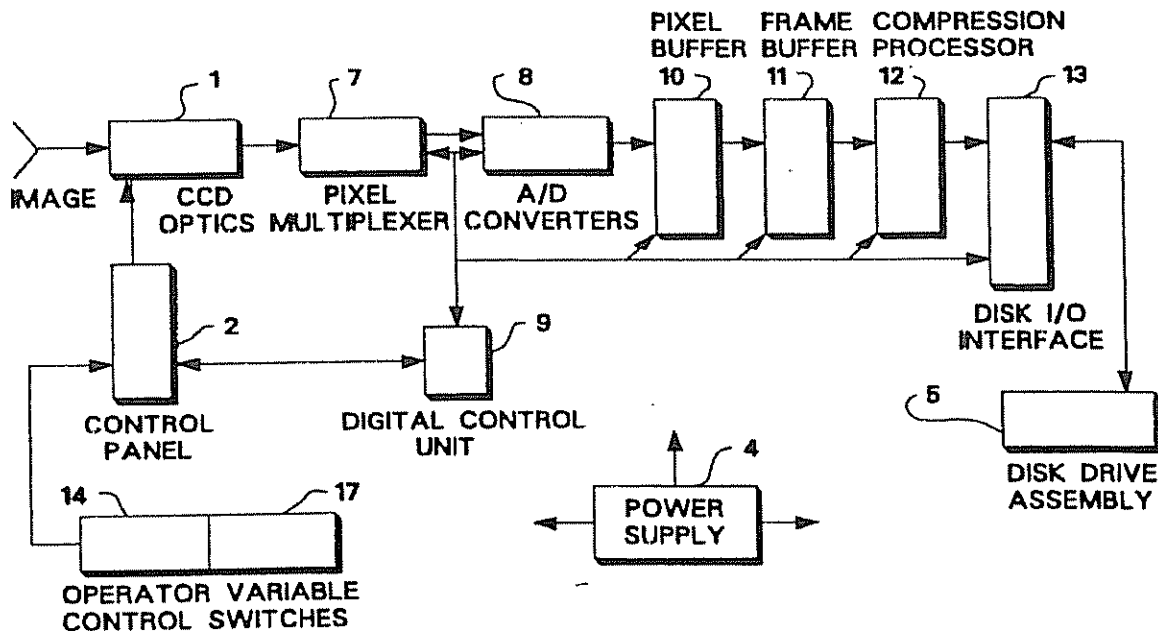 PIXEL FRAME COMPRESSION
BUFFER BUFFER PROCESSOR
1
7
8
10
11
12
13
IMAGE
CCD
OPTICS
PIXEL
MULTIPLEXER
A/D
CONVERTERS
2
9
DISK I/O
INTERFACE
CONTROL
PANEL
DIGITAL CONTROL
UNIT
5
4
POWER
SUPPLY
DISK DRIVE
ASSEMBLY
14
17
OPERATOR VARIABLE
CONTROL SWITCHES